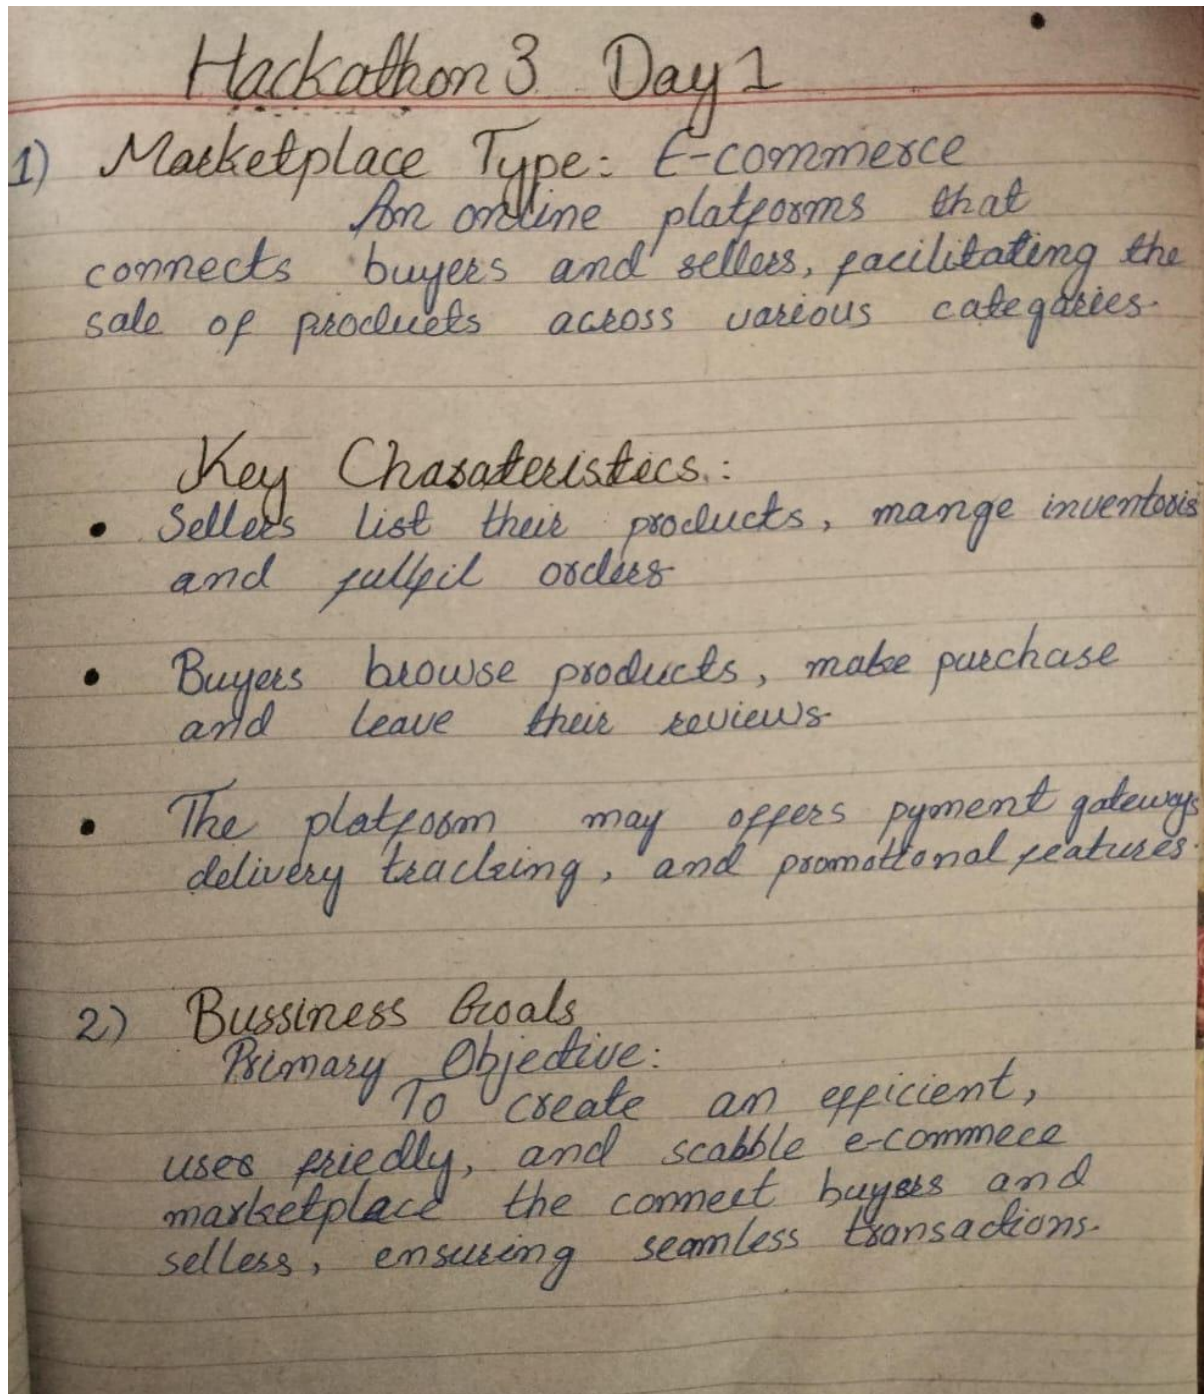 Hackathon 3 Day 1
1) Marketplace Type: E-commerce
An online platforms that
connects buyers and sellers, facilitating the
sale of products across various categaries.
Key Charateristics:
• Sellers list their products, mange inventoris
and fulfil orders
• Buyers browse products, make purchase
and leave their reviews.
• The platform may offers pyment gateways
delivery tracking, and promotional features.
2) Bussiness Goals
Primary Objective:
To create an efficient,
user friedly, and scabble e-commece
marketplace the connect buyers and
sellers, ensuring seamless transactions.